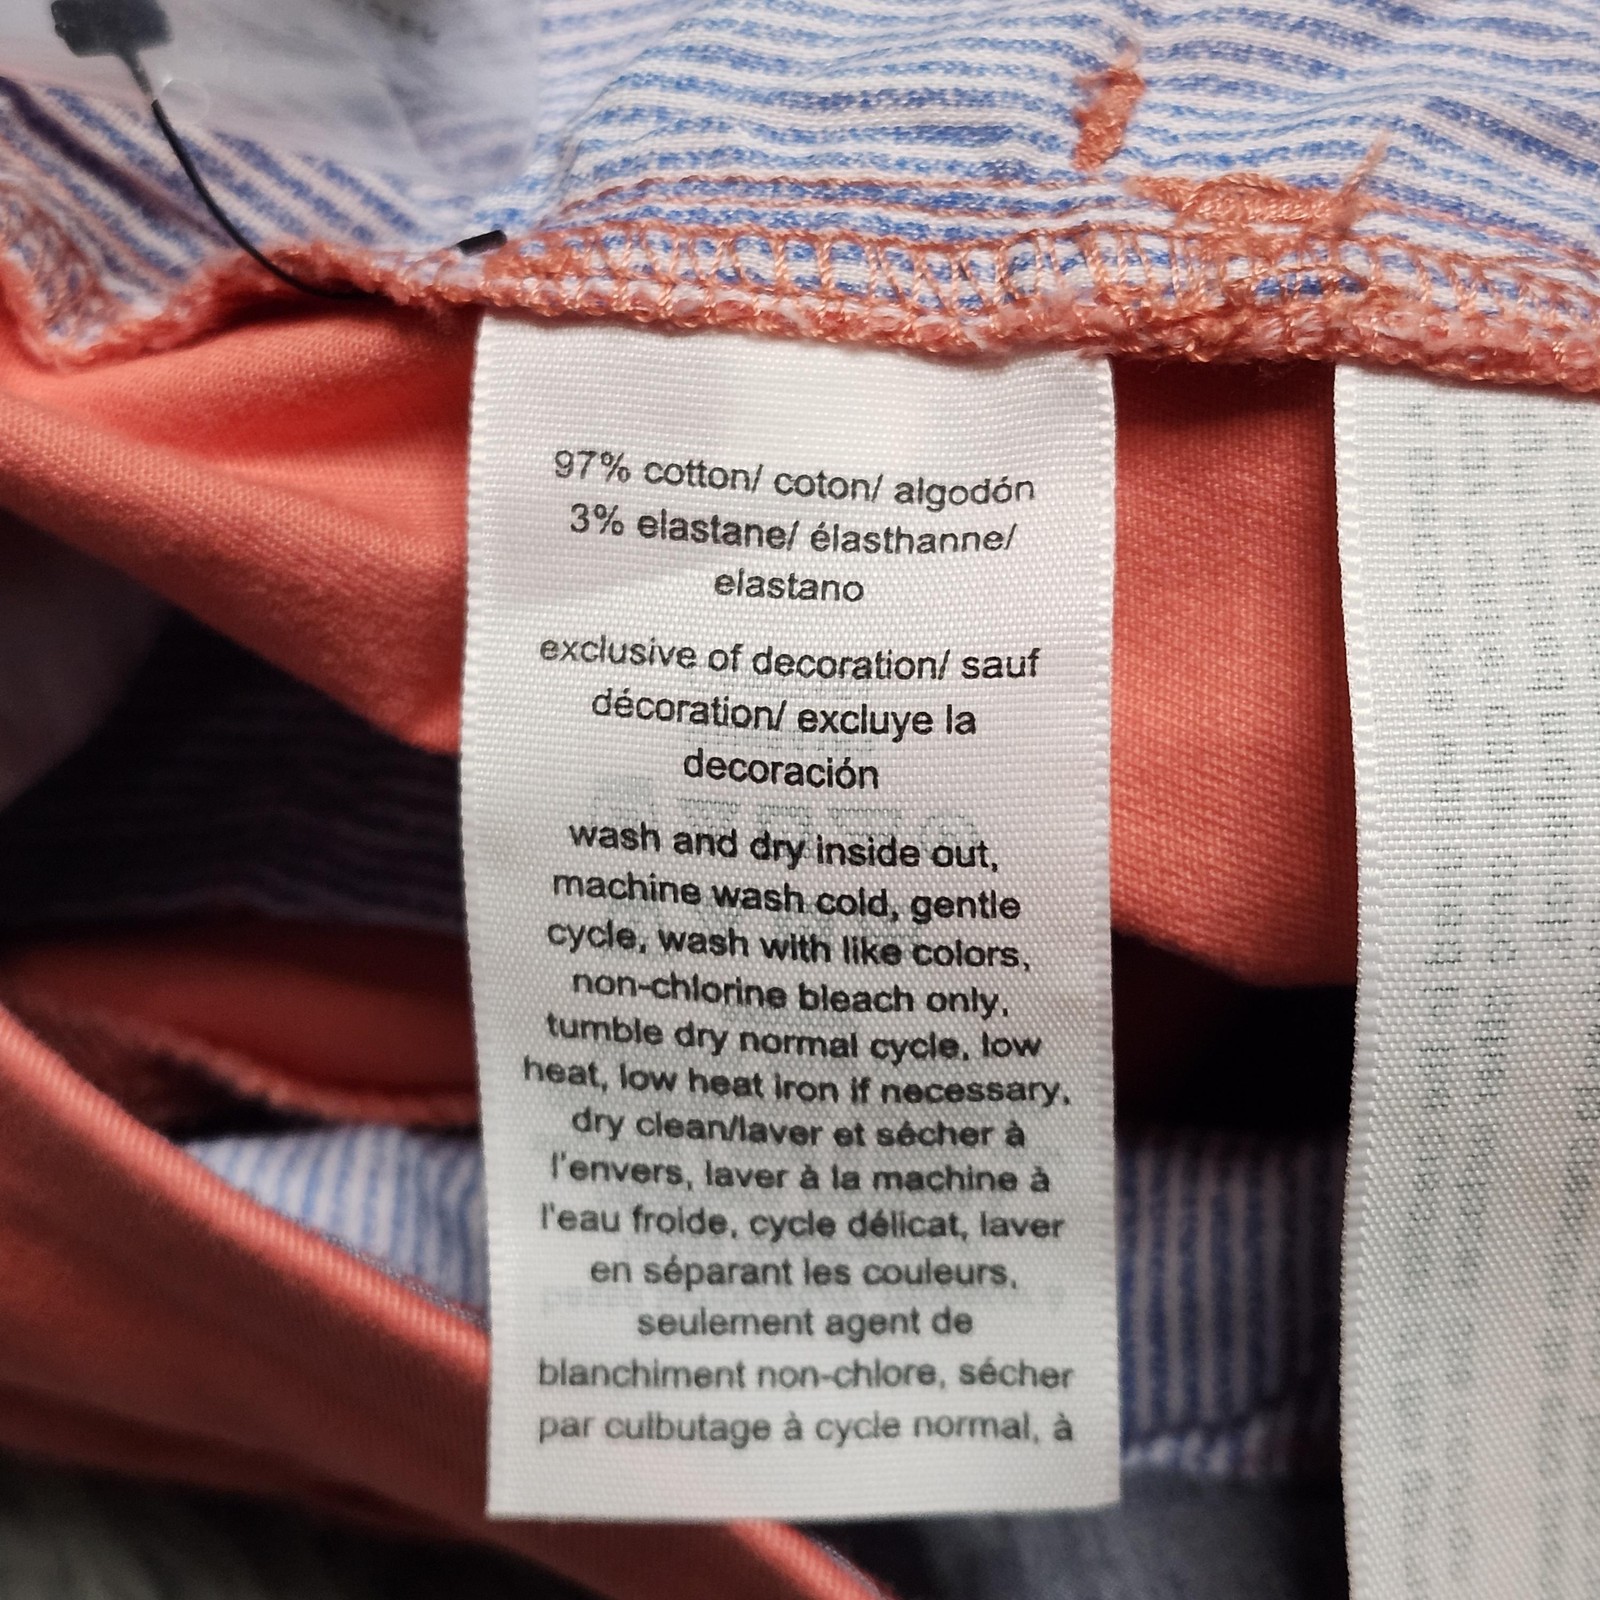 97% cotton/ coton/ algodón
3% elastane/ élasthanne/
elastano
exclusive of decoration/ sauf
décoration/ excluye la
decoración
wash and dry inside out,
machine wash cold, gentle
cycle, wash with like colors,
non-chlorine bleach only,
tumble dry normal cycle, low
heat, low heat iron if necessary,
dry clean/laver et sécher à
l'envers, laver à la machine à
l'eau froide, cycle délicat, laver
en séparant les couleurs,
seulement agent de
blanchiment non-chlore, sécher
par culbutage à cycle normal, à